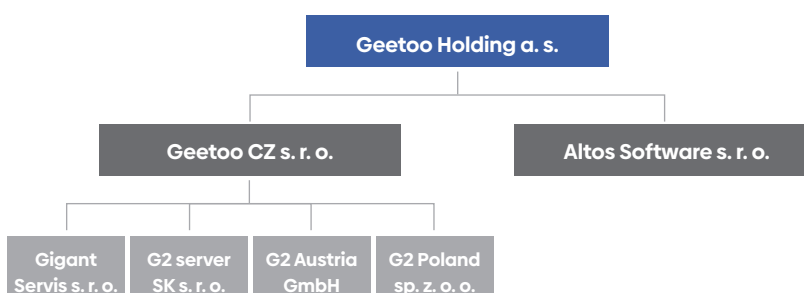 Geetoo Holding a. s.
Geetoo CZ s. r. o.
Altos Software s. r. o.
Gigant
Servis s. r. o.
G2 server
SK s. r. o.
G2 Austria
GmbH
G2 Poland
sp. z. o. o.